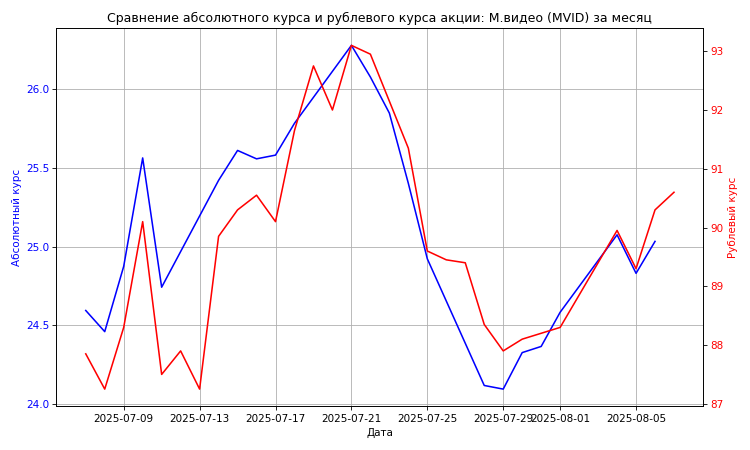 Сравнение абсолютного курса и рублевого курса акции: М.видео (MVID) за месяц
26.0
25.5
25.0
24.5
24.0
Абсолютный курс
93
92
91
90
89
88
87
Рублевый курс
2025-07-09 2025-07-13 2025-07-17 2025-07-21 2025-07-25 2025-07-29 2025-08-01 2025-08-05
Дата